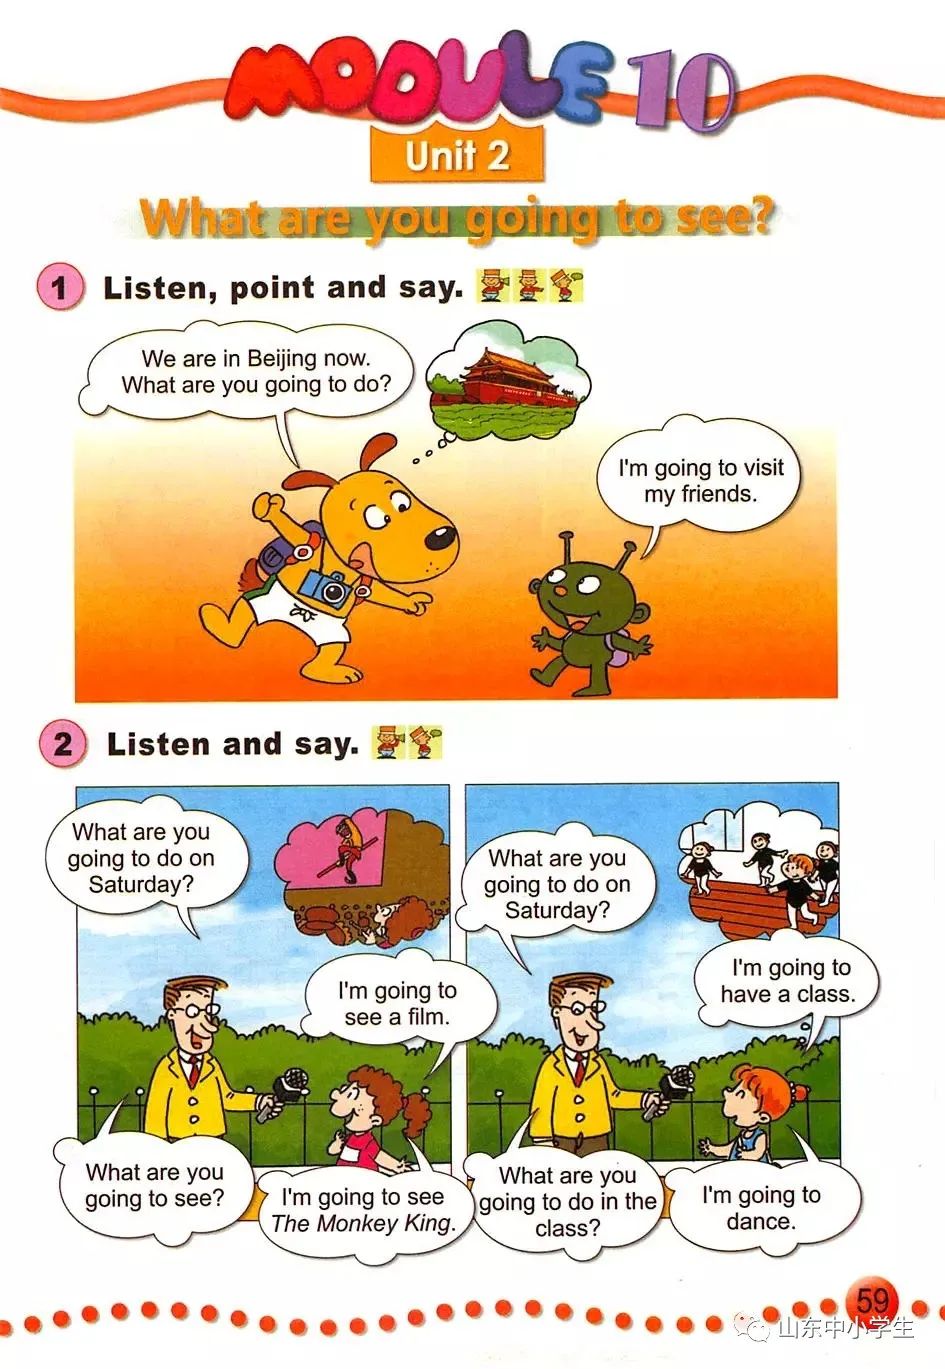 MODULE 10
Unit 2
What are you going to see?
1 Listen, point and say.
We are in Beijing now.
What are you going to do?
I'm going to visit
my friends.
2 Listen and say.
What are you
going to do on
Saturday?
I'm going to
see a film.
What are you
going to see?
I'm going to see
The Monkey King.
What are you
going to do on
Saturday?
I'm going to
have a class.
What are you
going to do in the
class?
I'm going to
dance.
59
山东中小学生